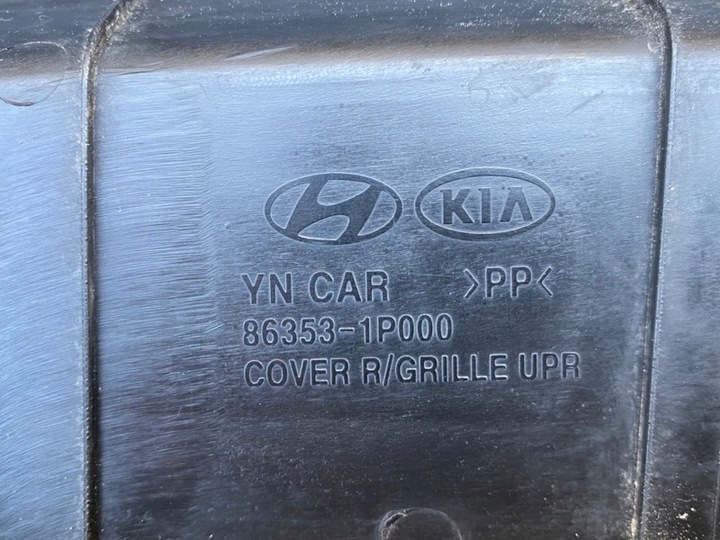 KIA
YN CAR >PP<
86353-1P000
COVER R/GRILLE UPR